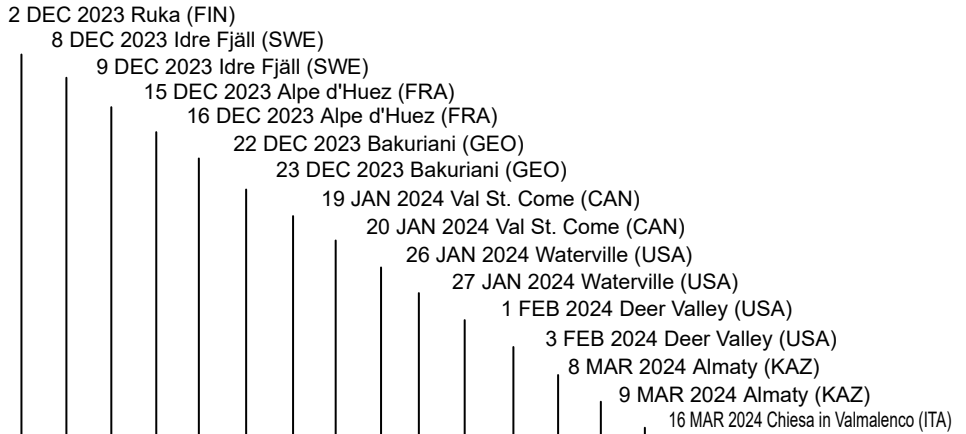 2 DEC 2023 Ruka (FIN)
8 DEC 2023 Idre Fjäll (SWE)
9 DEC 2023 Idre Fjäll (SWE)
15 DEC 2023 Alpe d'Huez (FRA)
16 DEC 2023 Alpe d'Huez (FRA)
22 DEC 2023 Bakuriani (GEO)
23 DEC 2023 Bakuriani (GEO)
19 JAN 2024 Val St. Come (CAN)
20 JAN 2024 Val St. Come (CAN)
26 JAN 2024 Waterville (USA)
27 JAN 2024 Waterville (USA)
1 FEB 2024 Deer Valley (USA)
3 FEB 2024 Deer Valley (USA)
8 MAR 2024 Almaty (KAZ)
9 MAR 2024 Almaty (KAZ)
16 MAR 2024 Chiesa in Valmalenco (ITA)